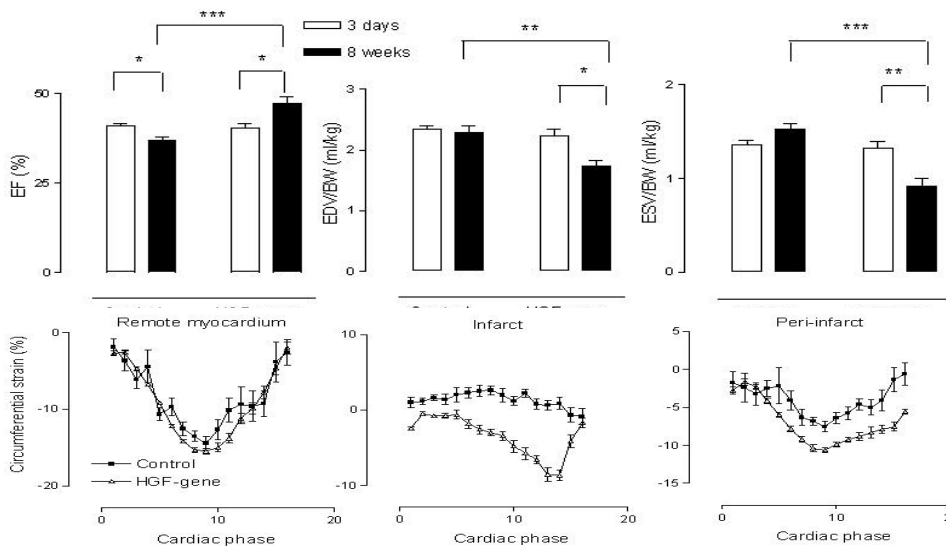 ***
3 days
8 weeks
*
*
50
25
0
EF (%)
**
*
3
2
1
0
EDV/BW (ml/kg)
***
**
2
1
0
ESV/BW (ml/kg)
Remote myocardium
0
-10
-20
Circumferential strain (%)
Control
HGF-gene
0
10
20
Cardiac phase
Infarct
10
0
-10
0
10
20
Cardiac phase
Peri-infarct
5
0
-5
-10
-15
0
10
Cardiac phase